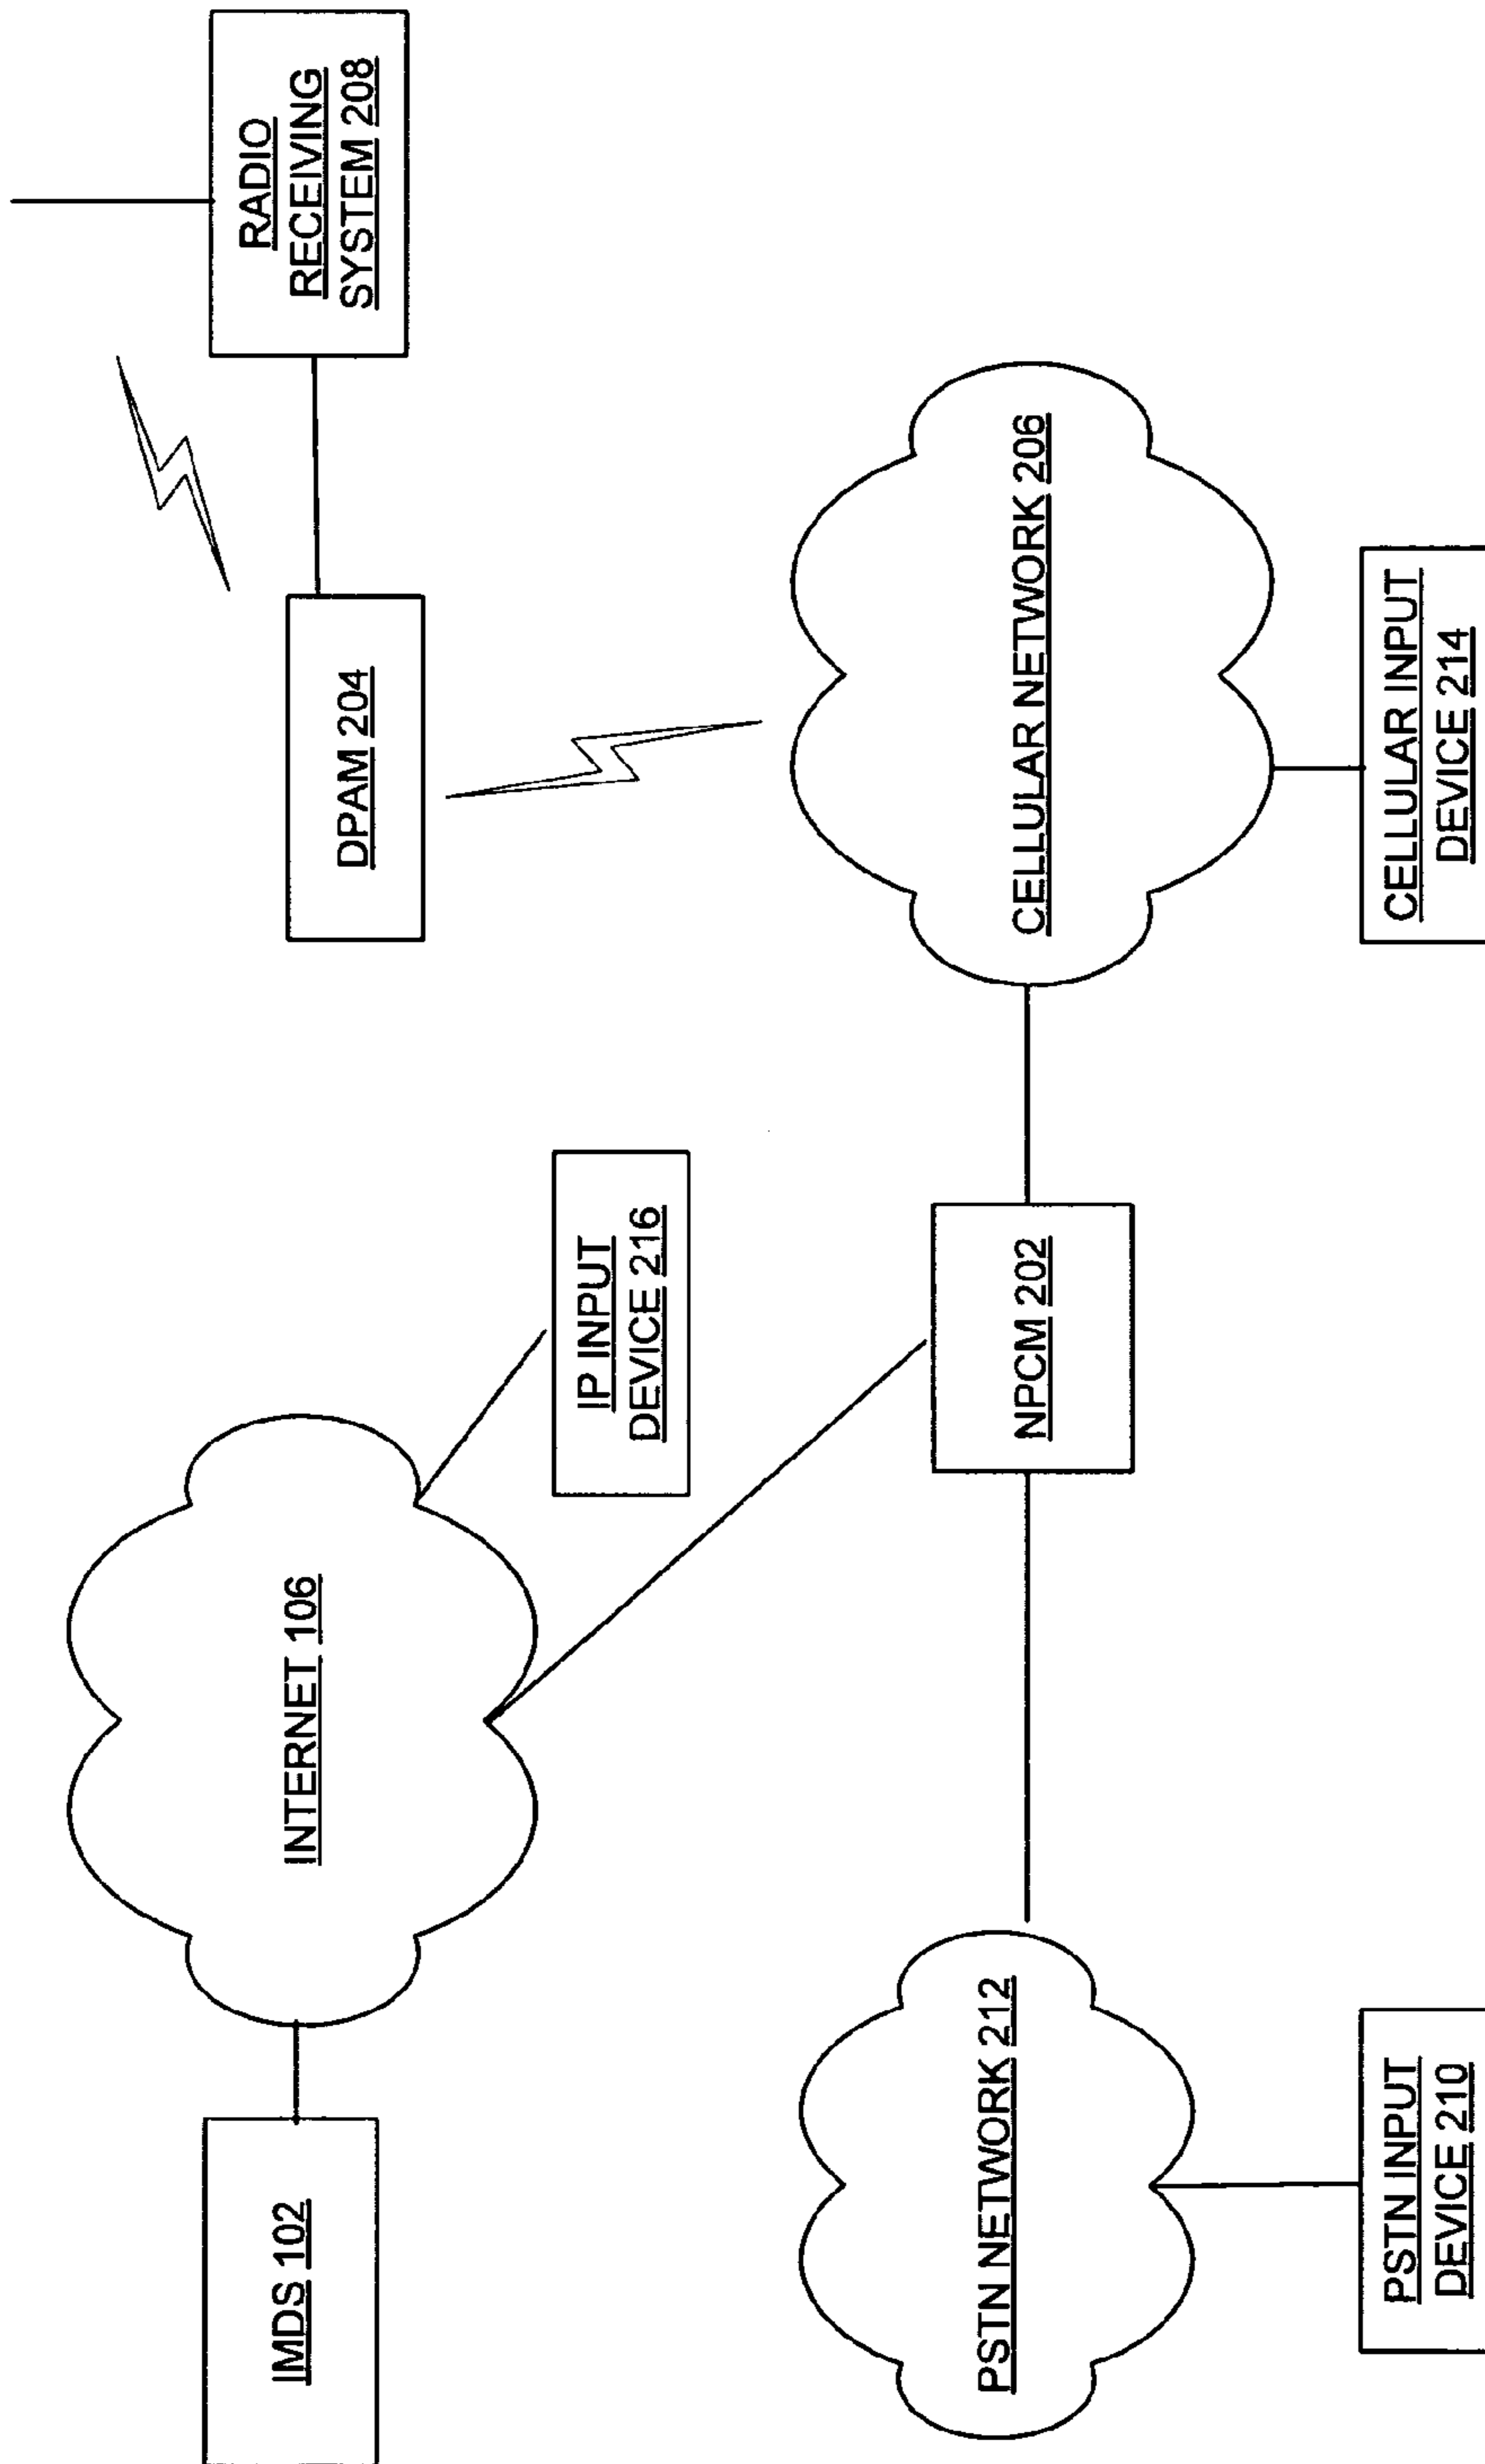 IMDS 102
INTERNET 106
IP INPUT
DEVICE 216
DPAM 204
RADIO
RECEIVING
SYSTEM 208
PSTN NETWORK 212
NPCM 202
CELLULAR NETWORK 206
PSTN INPUT
DEVICE 210
CELLULAR INPUT
DEVICE 214